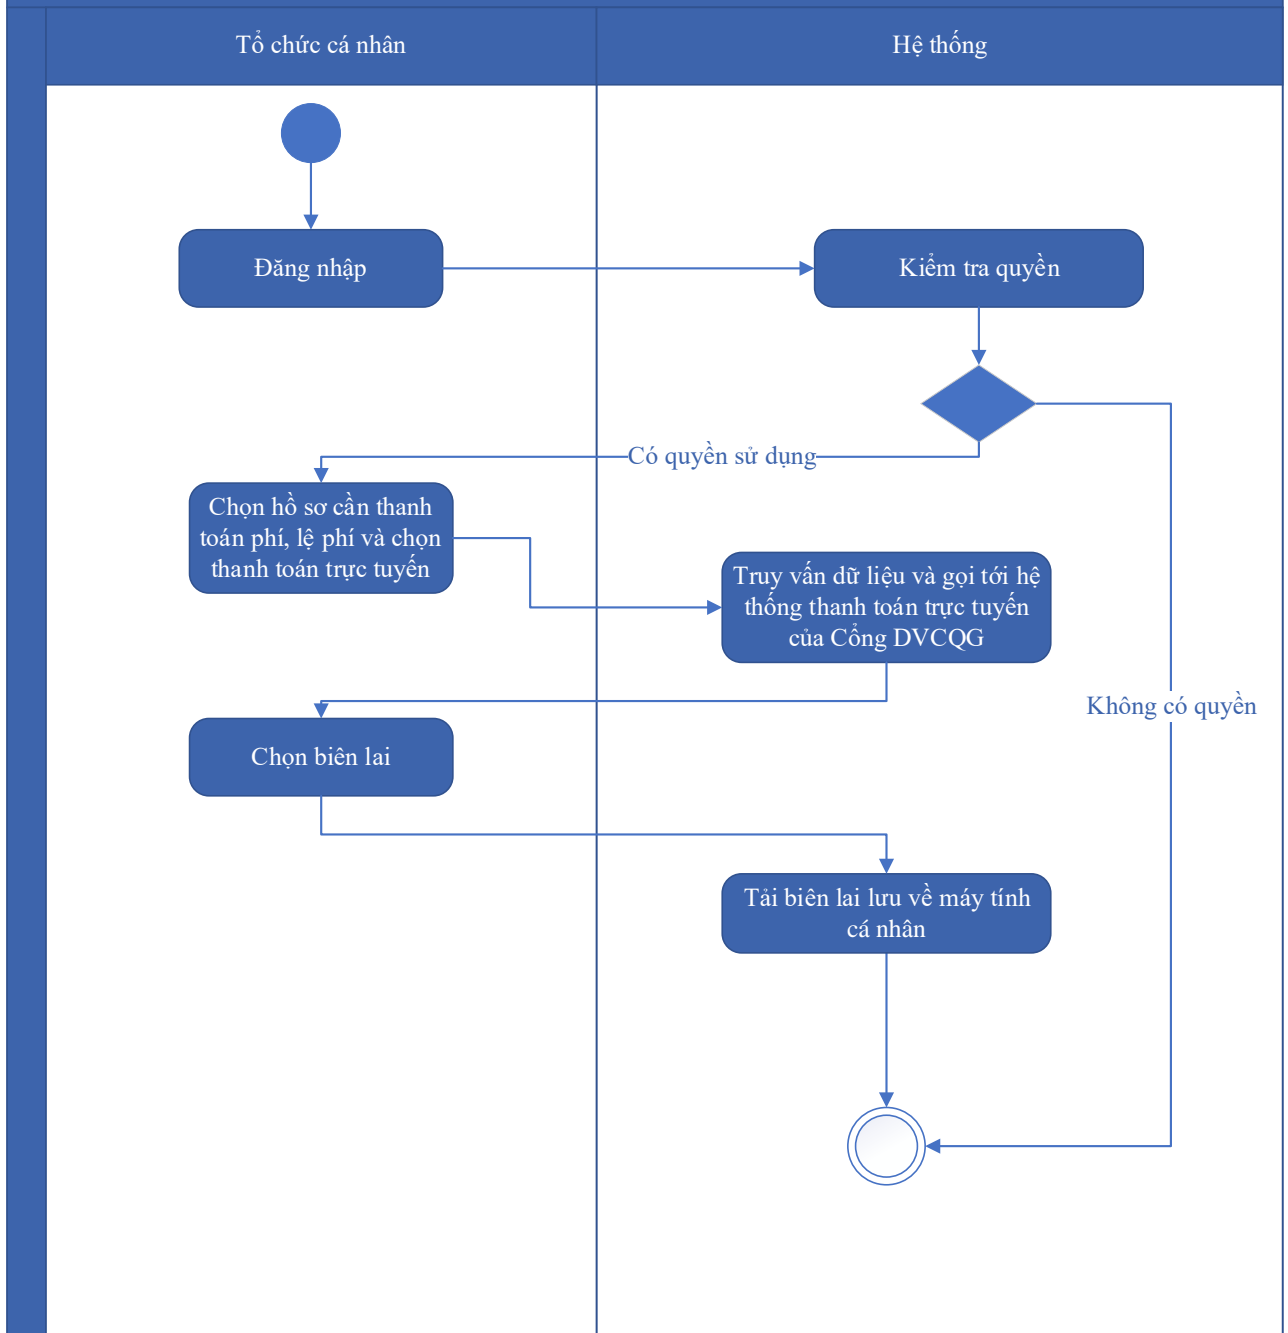 Tổ chức cá nhân
Hệ thống
Đăng nhập
Kiểm tra quyền
Có quyền sử dụng
Chọn hồ sơ cần thanh
toán phí, lệ phí và chọn
thanh toán trực tuyến
Truy vấn dữ liệu và gọi tới hệ
thống thanh toán trực tuyến
của Cổng DVCQG
Không có quyền
Chọn biên lai
Tải biên lai lưu về máy tính
cá nhân